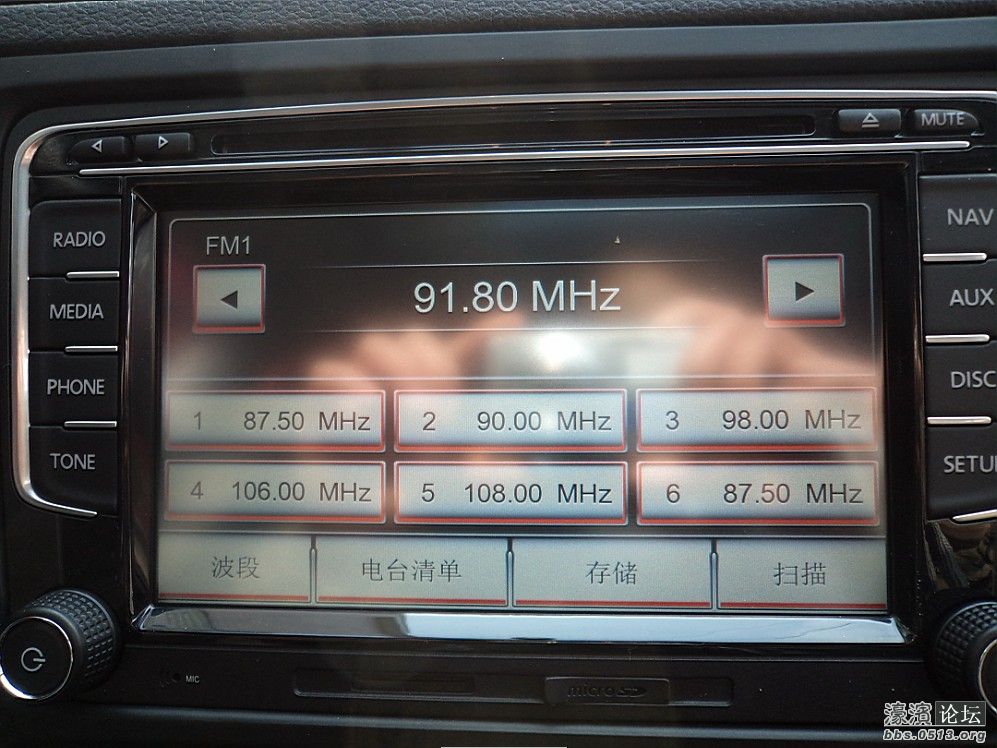 MUTE
RADIO
MEDIA
PHONE
TONE
NAV
AUX
DISC
SETU
FM1
91.80 MHz
1 87.50 MHz
2 90.00 MHz
3 98.00 MHz
4 106.00 MHz
5 108.00 MHz
6 87.50 MHz
波段
电台清单
存储
扫描
MIC
micro SD
濠滨 论坛
bbs.0513.org